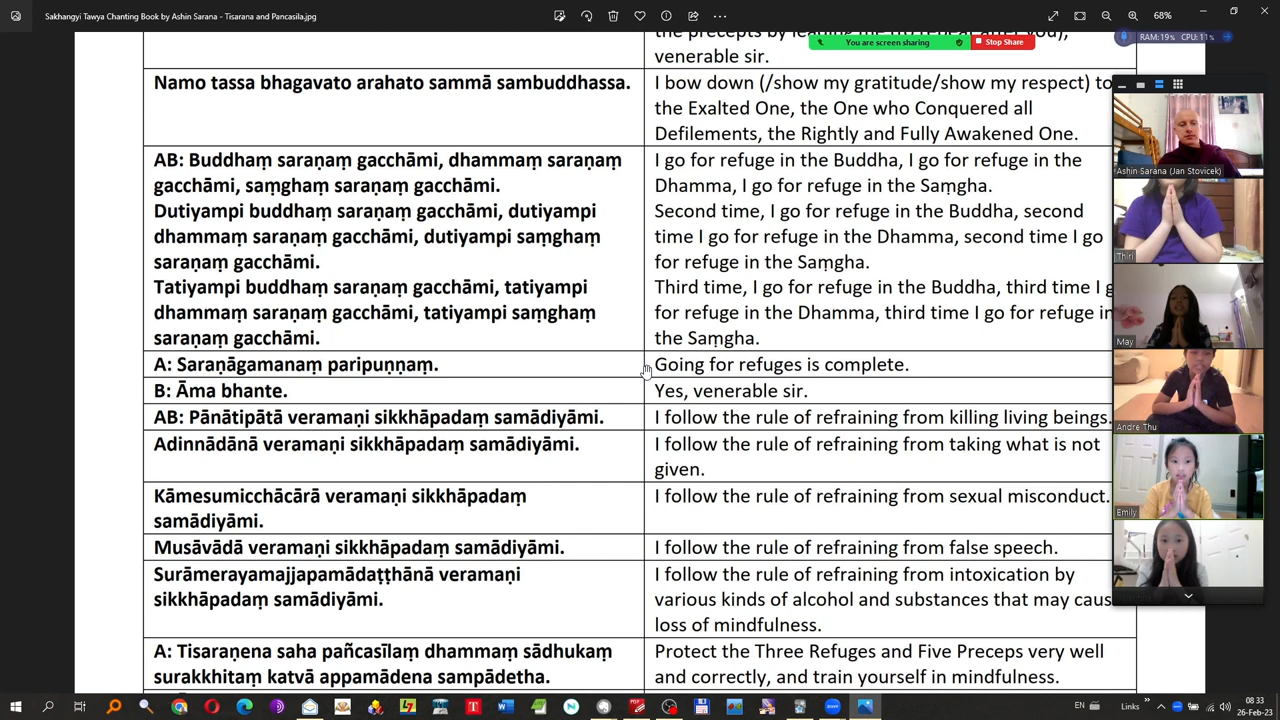 Sakhangyi Tawya Chanting Book by Ashin Sarana - Tisarana and Pancasila.jpg
68%
You are screen sharing
Stop Share
RAM:19% CPU:11%
venerable sir.
Namo tassa bhagavato arahato sammā sambuddhassa.
I bow down (/show my gratitude/show my respect) to
the Exalted One, the One who Conquered all
Defilements, the Rightly and Fully Awakened One.
AB: Buddhaṃ saraṇaṃ gacchāmi, dhammaṃ saraṇaṃ
gacchāmi, saṃghaṃ saraṇaṃ gacchāmi.
Dutiyampi buddhaṃ saraṇaṃ gacchāmi, dutiyampi
dhammaṃ saraṇaṃ gacchāmi, dutiyampi saṃghaṃ
saraṇaṃ gacchāmi.
Tatiyampi buddhaṃ saraṇaṃ gacchāmi, tatiyampi
dhammaṃ saraṇaṃ gacchāmi, tatiyampi saṃghaṃ
saraṇaṃ gacchāmi.
I go for refuge in the Buddha, I go for refuge in the
Dhamma, I go for refuge in the Saṃgha.
Second time, I go for refuge in the Buddha, second
time I go for refuge in the Dhamma, second time I go
for refuge in the Saṃgha.
Third time, I go for refuge in the Buddha, third time I g
for refuge in the Dhamma, third time I go for refuge in
the Saṃgha.
A: Saraṇāgamanaṃ paripuṇṇaṃ.
Going for refuges is complete.
B: Āma bhante.
Yes, venerable sir.
AB: Pānātipātā veramaṇi sikkhāpadaṃ samādiyāmi.
I follow the rule of refraining from killing living beings.
Adinnādānā veramaṇi sikkhāpadaṃ samādiyāmi.
I follow the rule of refraining from taking what is not
given.
Kāmesumicchācārā veramaṇi sikkhāpadaṃ
samādiyāmi.
I follow the rule of refraining from sexual misconduct.
Musāvādā veramaṇi sikkhāpadaṃ samādiyāmi.
I follow the rule of refraining from false speech.
Surāmerayamajjapamādaṭṭhānā veramaṇi
sikkhāpadaṃ samādiyāmi.
I follow the rule of refraining from intoxication by
various kinds of alcohol and substances that may caus
loss of mindfulness.
A: Tisaraṇena saha pañcasīlaṃ dhammaṃ sādhukaṃ
surakkhitaṃ katvā appamādena sampādetha.
Protect the Three Refuges and Five Preceps very well
and correctly, and train yourself in mindfulness.
Ashin Sarana (Jan Stovicek)
Thiri
May
Andre Thu
Emily
EN
Links
08:33
26-Feb-23